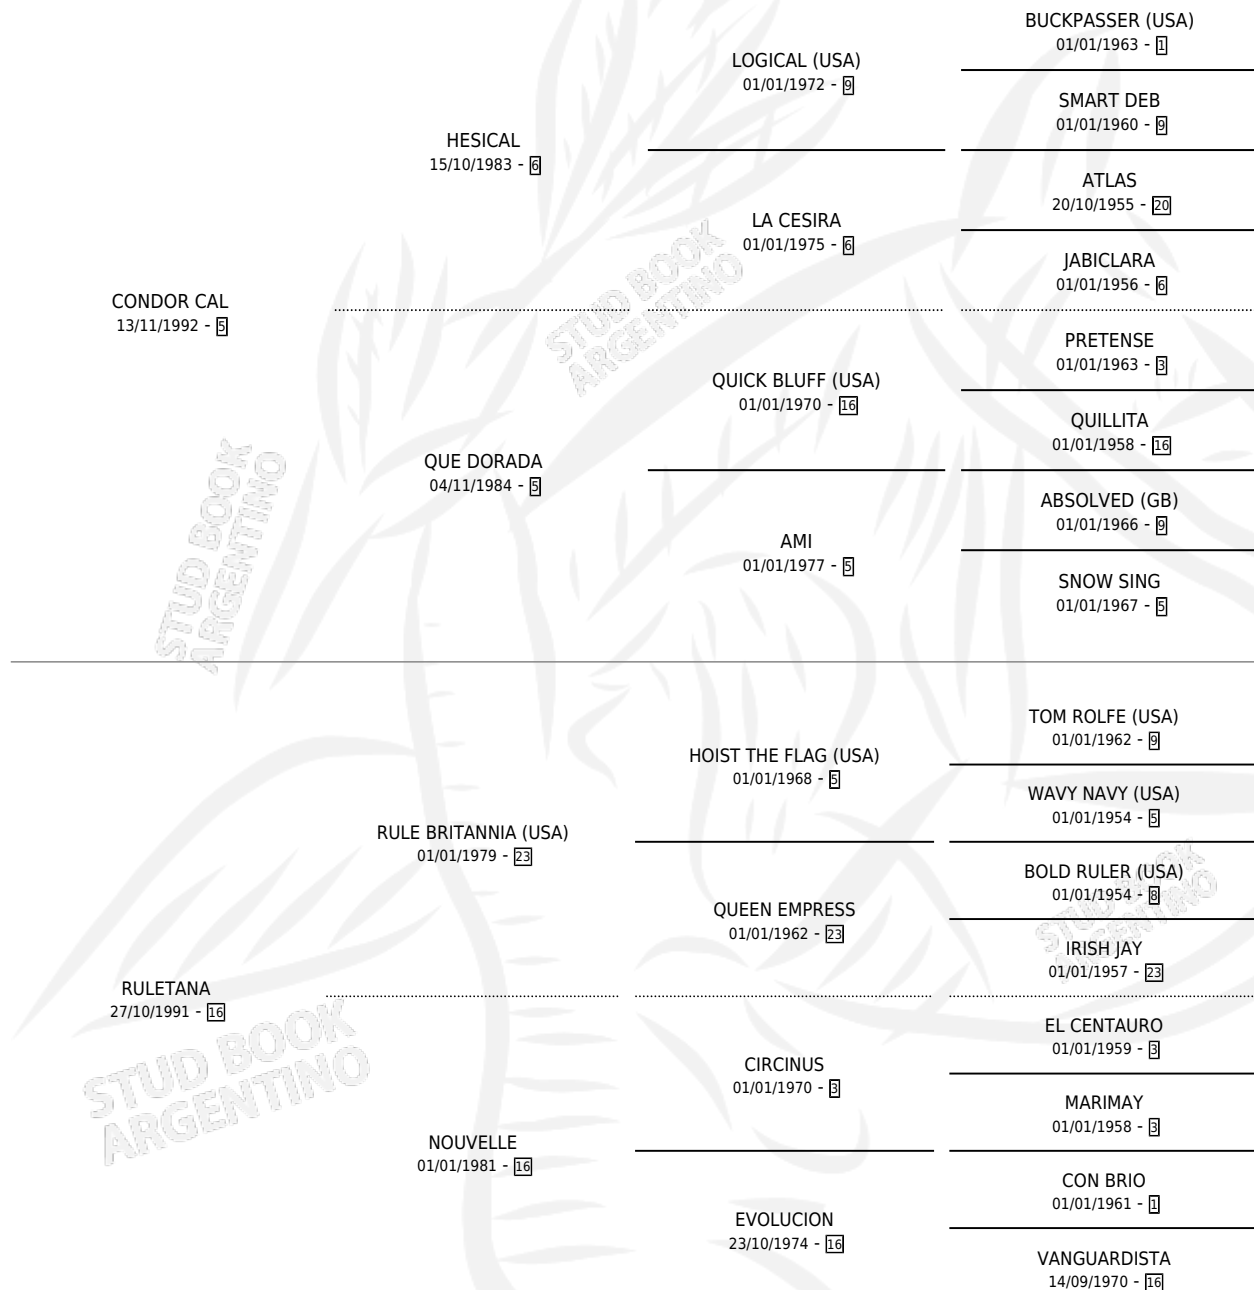 BUCKPASSER (USA)
01/01/1963 - 1
LOGICAL (USA)
01/01/1972 - 9
SMART DEB
01/01/1960 - 9
HESICAL
15/10/1983 - 6
ATLAS
20/10/1955 - 20
LA CESIRA
01/01/1975 - 6
JABICLARA
01/01/1956 - 6
CONDOR CAL
13/11/1992 - 5
PRETENSE
01/01/1963 - 3
QUICK BLUFF (USA)
01/01/1970 - 16
QUILLITA
01/01/1958 - 16
QUE DORADA
04/11/1984 - 5
ABSOLVED (GB)
01/01/1966 - 9
AMI
01/01/1977 - 5
SNOW SING
01/01/1967 - 5
STUD BOOK
ARGENTINO
STUD BOOK
ARGENTINO
TOM ROLFE (USA)
01/01/1962 - 9
HOIST THE FLAG (USA)
01/01/1968 - 5
WAVY NAVY (USA)
01/01/1954 - 5
RULE BRITANNIA (USA)
01/01/1979 - 23
BOLD RULER (USA)
01/01/1954 - 8
QUEEN EMPRESS
01/01/1962 - 23
IRISH JAY
01/01/1957 - 23
RULETANA
27/10/1991 - 16
EL CENTAURO
01/01/1959 - 3
CIRCINUS
01/01/1970 - 3
MARIMAY
01/01/1958 - 3
NOUVELLE
01/01/1981 - 16
CON BRIO
01/01/1961 - 1
EVOLUCION
23/10/1974 - 16
VANGUARDISTA
14/09/1970 - 16
STUD BOOK
ARGENTINO
STUD BOOK
ARGENTINO